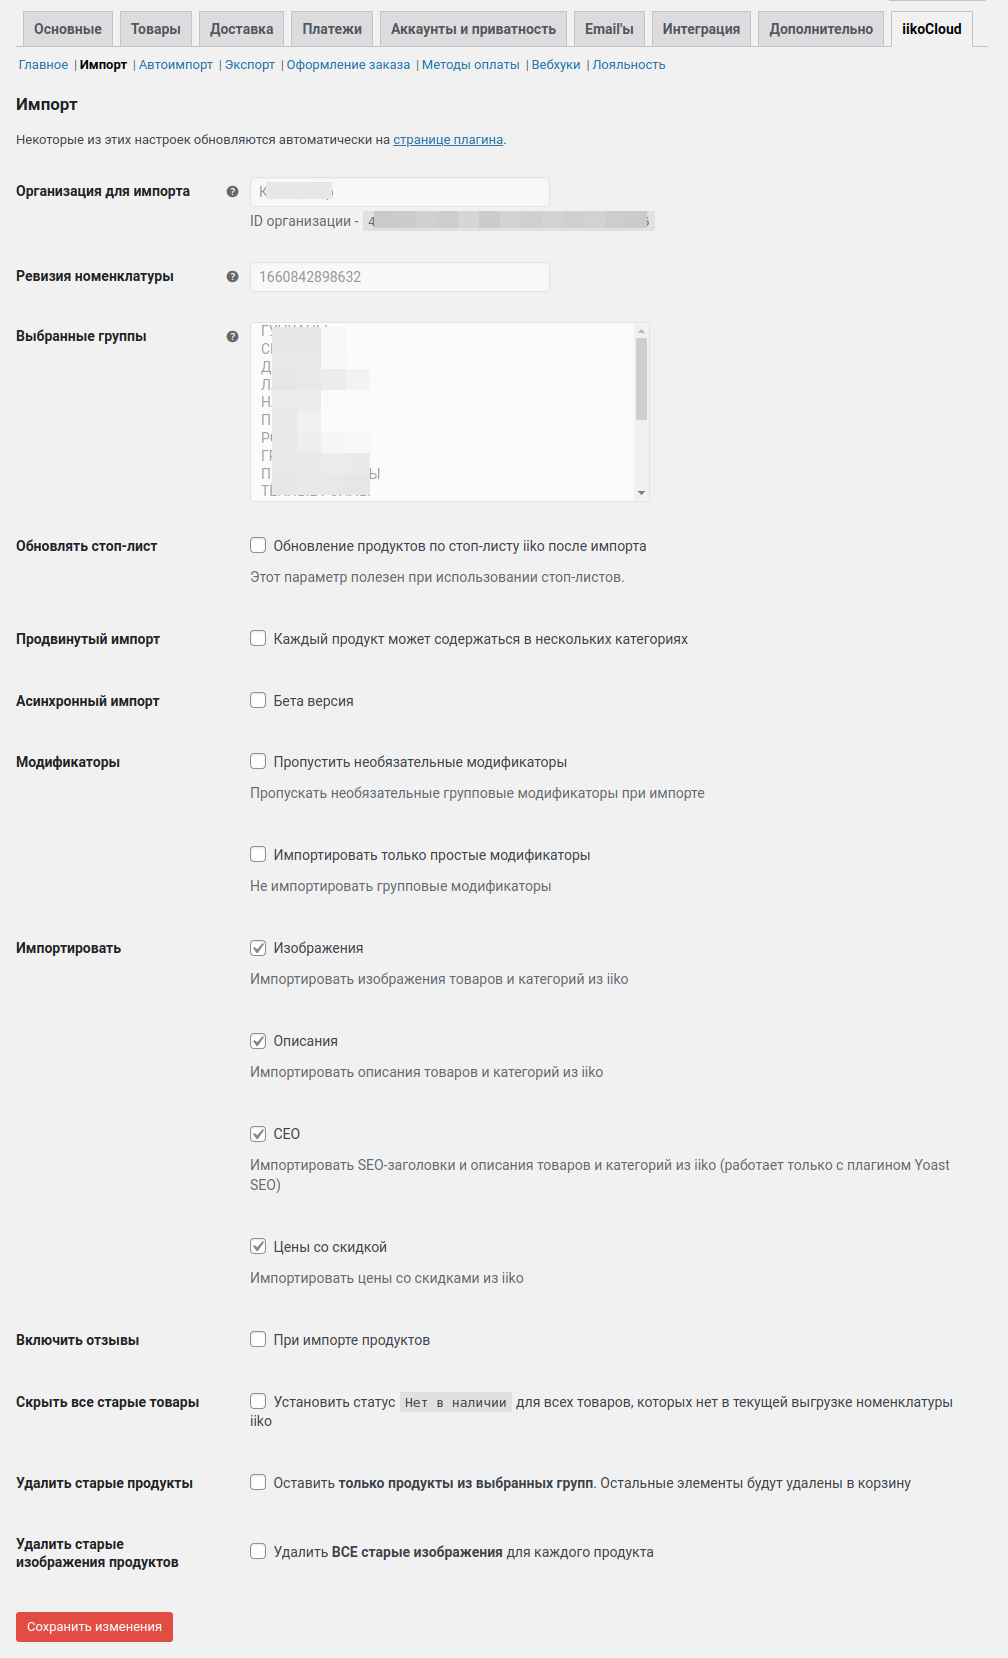 Основные Товары Доставка Платежи Аккаунты и приватность Email'ы Интеграция Дополнительно iikoCloud
Главное | Импорт | Автоимпорт | Экспорт | Оформление заказа | Методы оплаты | Вебхуки | Лояльность
Импорт
Некоторые из этих настроек обновляются автоматически на странице плагина.
Организация для импорта
ID организации -
Ревизия номенклатуры 1660842898632
Выбранные группы
Обновлять стоп-лист Обновление продуктов по стоп-листу iiko после импорта
Этот параметр полезен при использовании стоп-листов.
Продвинутый импорт Каждый продукт может содержаться в нескольких категориях
Асинхронный импорт Бета версия
Модификаторы Пропустить необязательные модификаторы
Пропускать необязательные групповые модификаторы при импорте
Импортировать только простые модификаторы
Не импортировать групповые модификаторы
Импортировать Изображения
Импортировать изображения товаров и категорий из iiko
Описания
Импортировать описания товаров и категорий из iiko
СЕО
Импортировать SEO-заголовки и описания товаров и категорий из iiko (работает только с плагином Yoast
SEO)
Цены со скидкой
Импортировать цены со скидками из iiko
Включить отзывы При импорте продуктов
Скрыть все старые товары Установить статус Нет в наличии для всех товаров, которых нет в текущей выгрузке номенклатуры
iiko
Удалить старые продукты Оставить только продукты из выбранных групп. Остальные элементы будут удалены в корзину
Удалить старые
изображения продуктов Удалить ВСЕ старые изображения для каждого продукта
Сохранить изменения